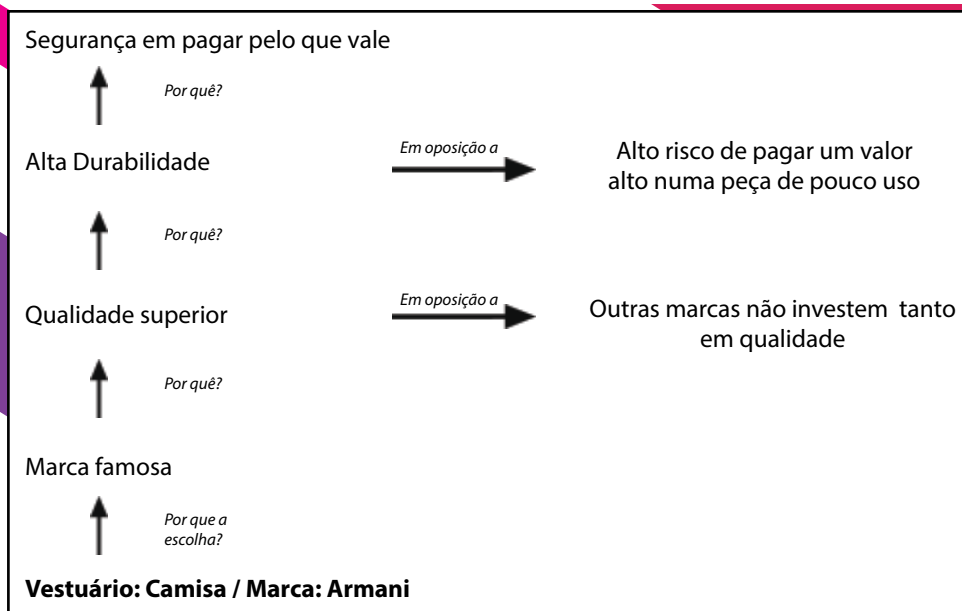 Segurança em pagar pelo que vale
Por quê?
Alta Durabilidade
Em oposição a
Alto risco de pagar um valor
alto numa peça de pouco uso
Por quê?
Qualidade superior
Em oposição a
Outras marcas não investem tanto
em qualidade
Por quê?
Marca famosa
Por que a
escolha?
Vestuário: Camisa / Marca: Armani